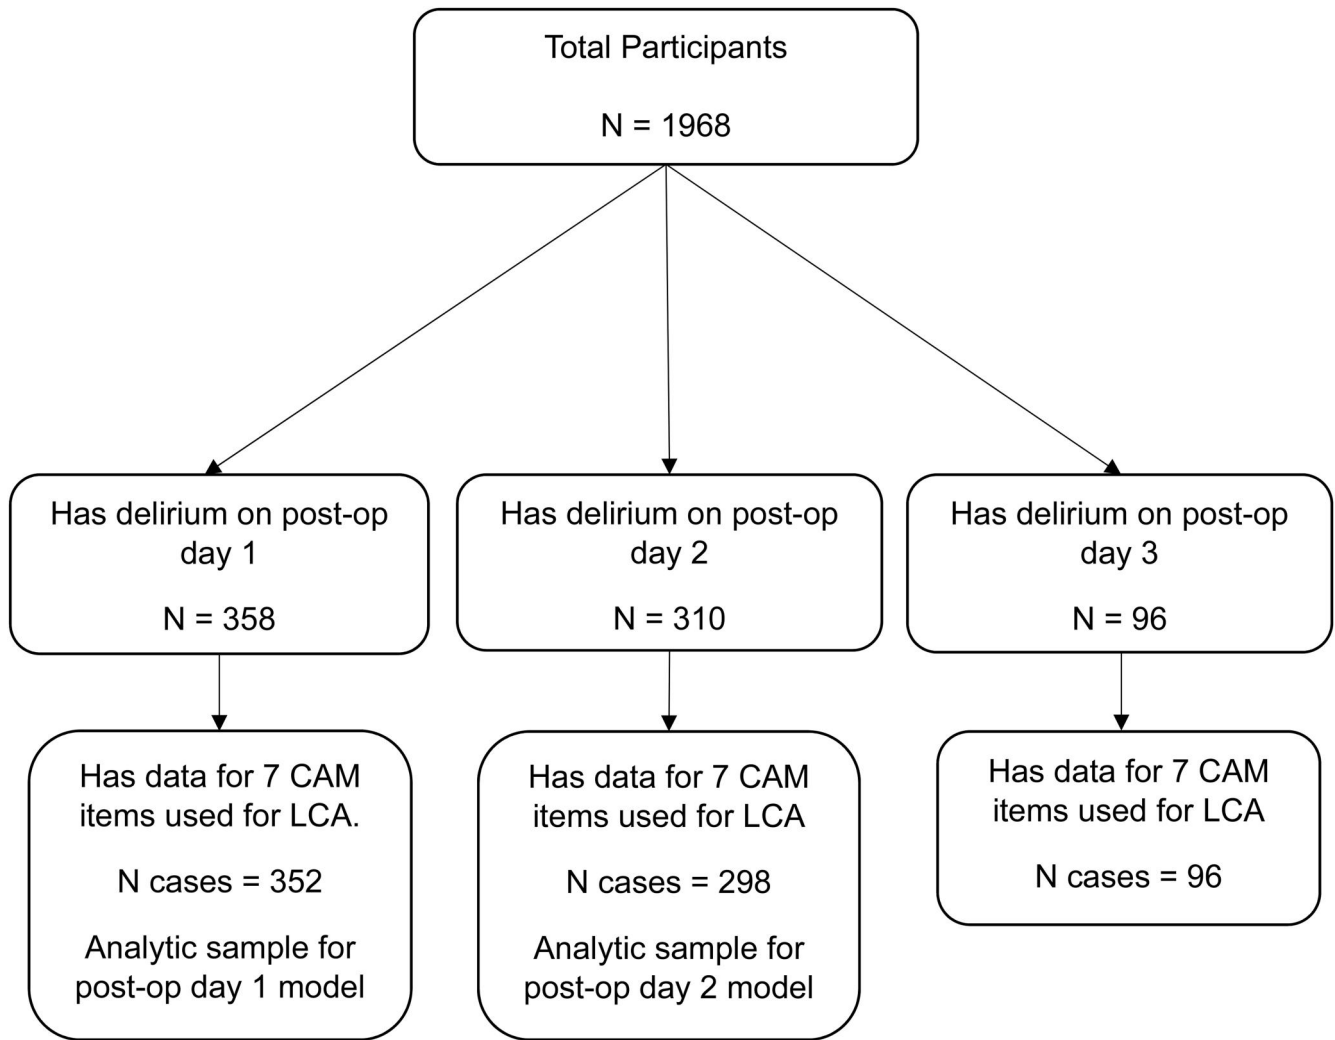 Total Participants
N = 1968
Has delirium on post-op
day 1
N = 358
Has delirium on post-op
day 2
N = 310
Has delirium on post-op
day 3
N = 96
Has data for 7 CAM
items used for LCA.
N cases = 352
Analytic sample for
post-op day 1 model
Has data for 7 CAM
items used for LCA
N cases = 298
Analytic sample for
post-op day 2 model
Has data for 7 CAM
items used for LCA
N cases = 96